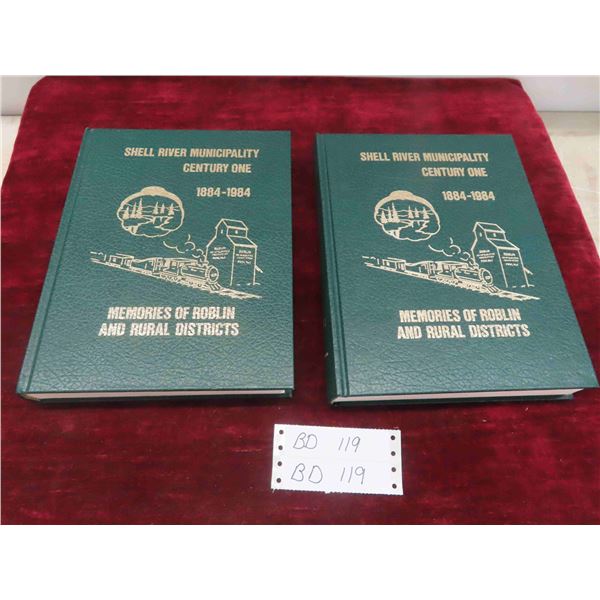 SHELL RIVER MUNICIPALITY
CENTURY ONE
1884-1984
MEMORIES OF ROBLIN
AND RURAL DISTRICTS
SHELL RIVER MUNICIPALITY
CENTURY ONE
1884-1984
MEMORIES OF ROBLIN
AND RURAL DISTRICTS
BD 119
BD 119